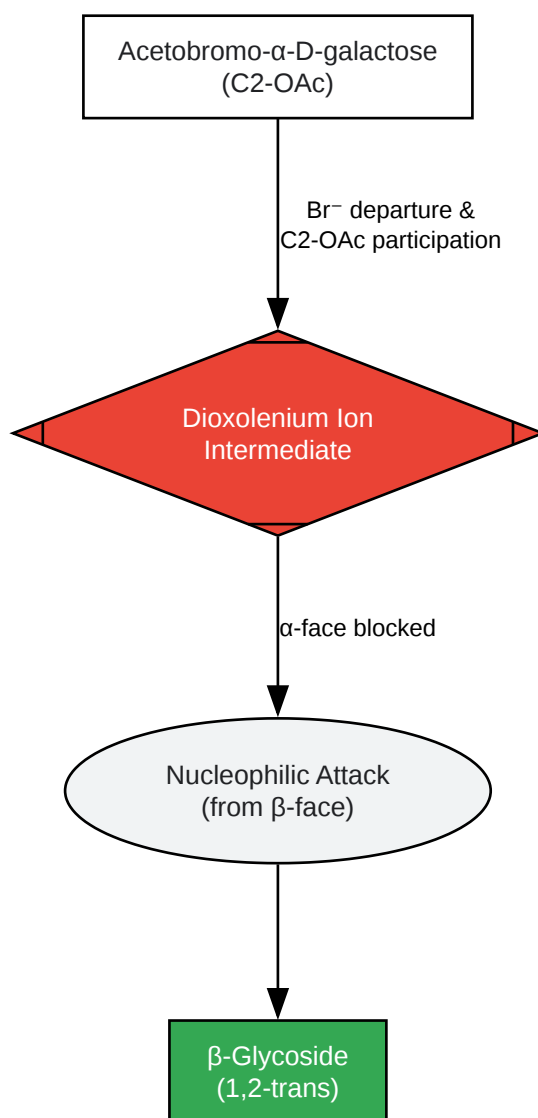 Acetobromo-α-D-galactose
(C2-OAc)
Br⁻ departure &
C2-OAc participation
Dioxolenium Ion
Intermediate
α-face blocked
Nucleophilic Attack
(from β-face)
β-Glycoside
(1,2-trans)